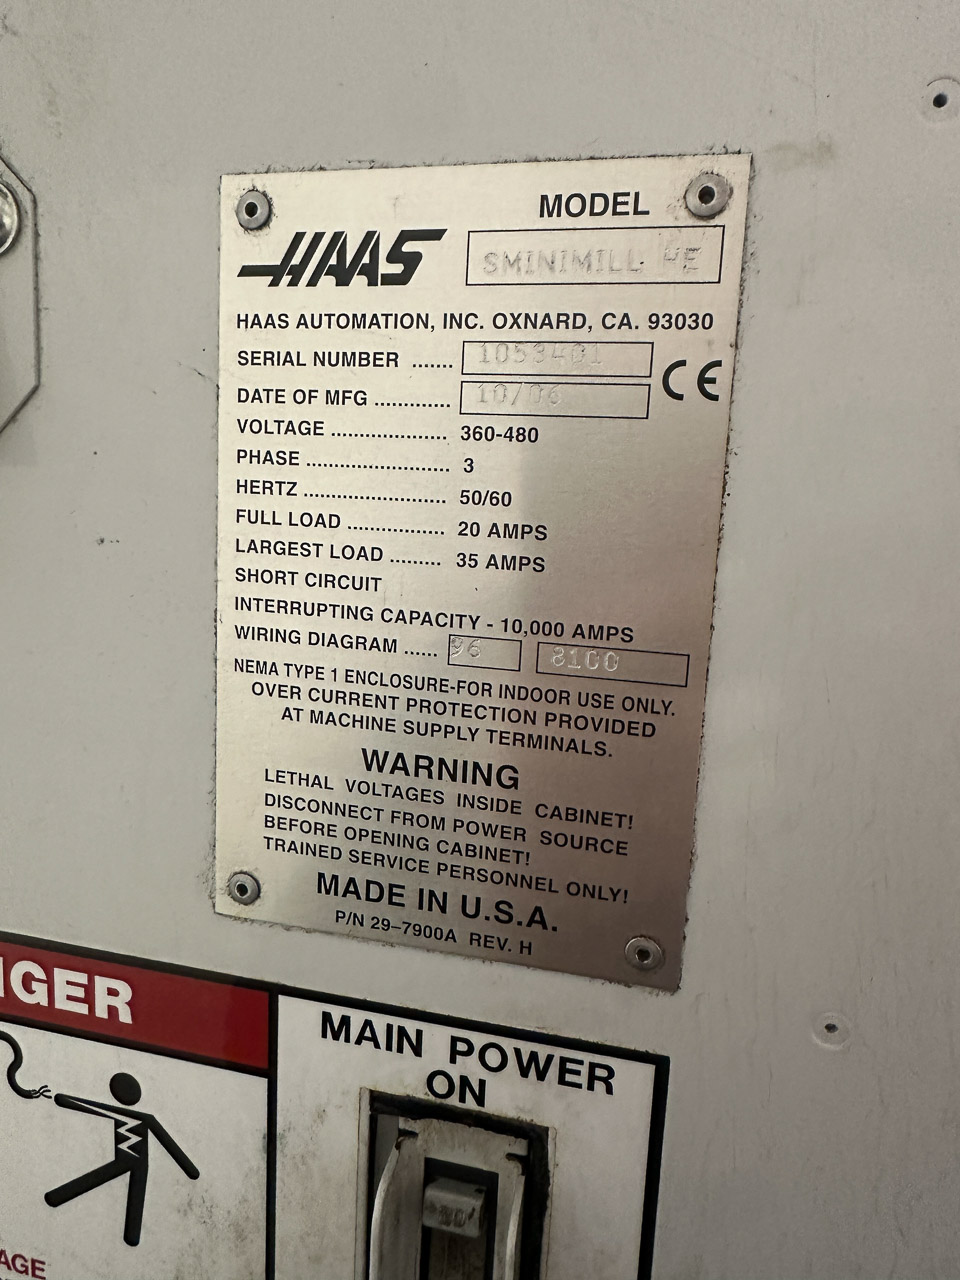 MODEL
HAAS
SMINIMILL HE
HAAS AUTOMATION, INC. OXNARD, CA. 93030
SERIAL NUMBER ....... 1053401
CE
DATE OF MFG ............. 10/06
VOLTAGE .................... 360-480
PHASE ......................... 3
HERTZ ......................... 50/60
FULL LOAD ................. 20 AMPS
LARGEST LOAD ......... 35 AMPS
SHORT CIRCUIT
INTERRUPTING CAPACITY - 10,000 AMPS
WIRING DIAGRAM ...... 96 8100
NEMA TYPE 1 ENCLOSURE-FOR INDOOR USE ONLY.
OVER CURRENT PROTECTION PROVIDED
AT MACHINE SUPPLY TERMINALS.
WARNING
LETHAL VOLTAGES INSIDE CABINET!
DISCONNECT FROM POWER SOURCE
BEFORE OPENING CABINET!
TRAINED SERVICE PERSONNEL ONLY!
MADE IN U.S.A.
P/N 29-7900A REV. H
NGER
MAIN POWER
ON
AGE